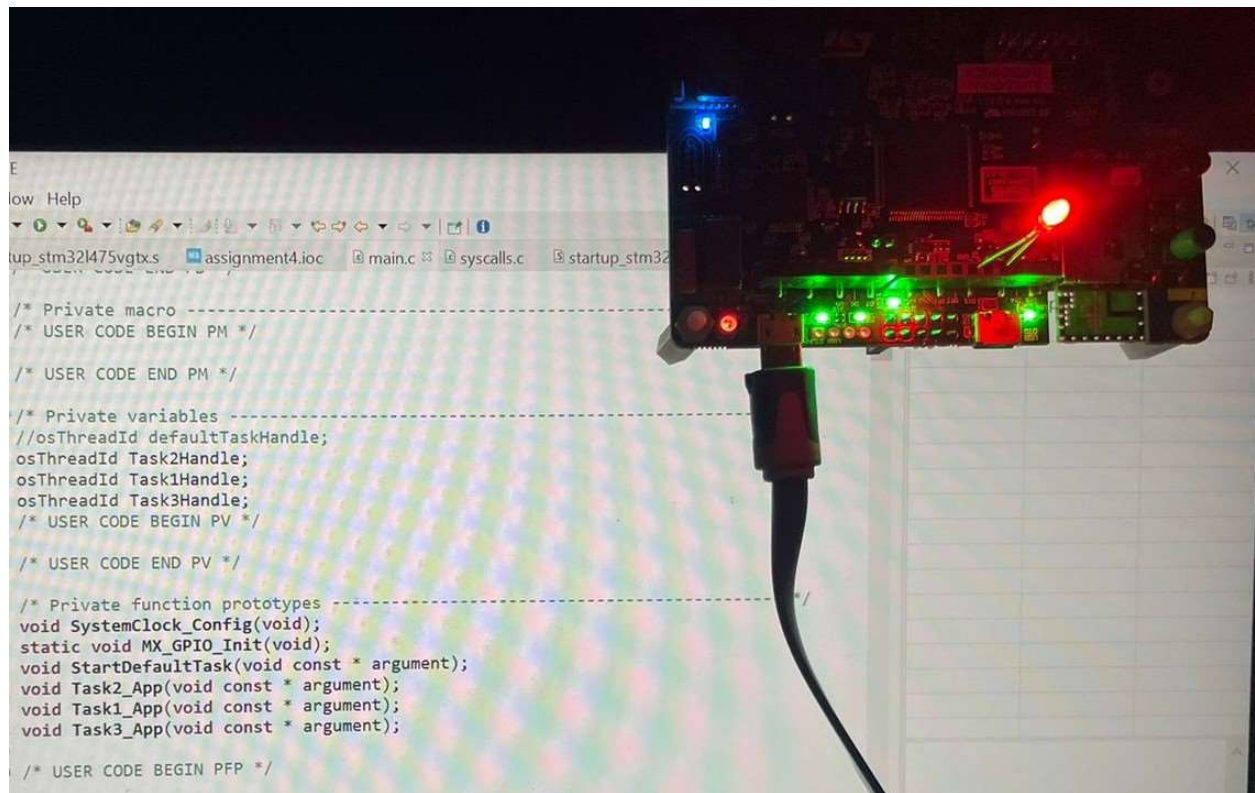 E
low Help
tup_stm32l475vgtx.s assignment4.ioc main.c syscalls.c startup_stm32
/* Private macro -----------------------------------------------------------
/* USER CODE BEGIN PM */
/* USER CODE END PM */
/* Private variables ---------------------------------------------------------
//osThreadId defaultTaskHandle;
osThreadId Task2Handle;
osThreadId Task1Handle;
osThreadId Task3Handle;
/* USER CODE BEGIN PV */
/* USER CODE END PV */
/* Private function prototypes -----------------------------------------------*/
void SystemClock_Config(void);
static void MX_GPIO_Init(void);
void StartDefaultTask(void const * argument);
void Task2_App(void const * argument);
void Task1_App(void const * argument);
void Task3_App(void const * argument);
/* USER CODE BEGIN PFP */